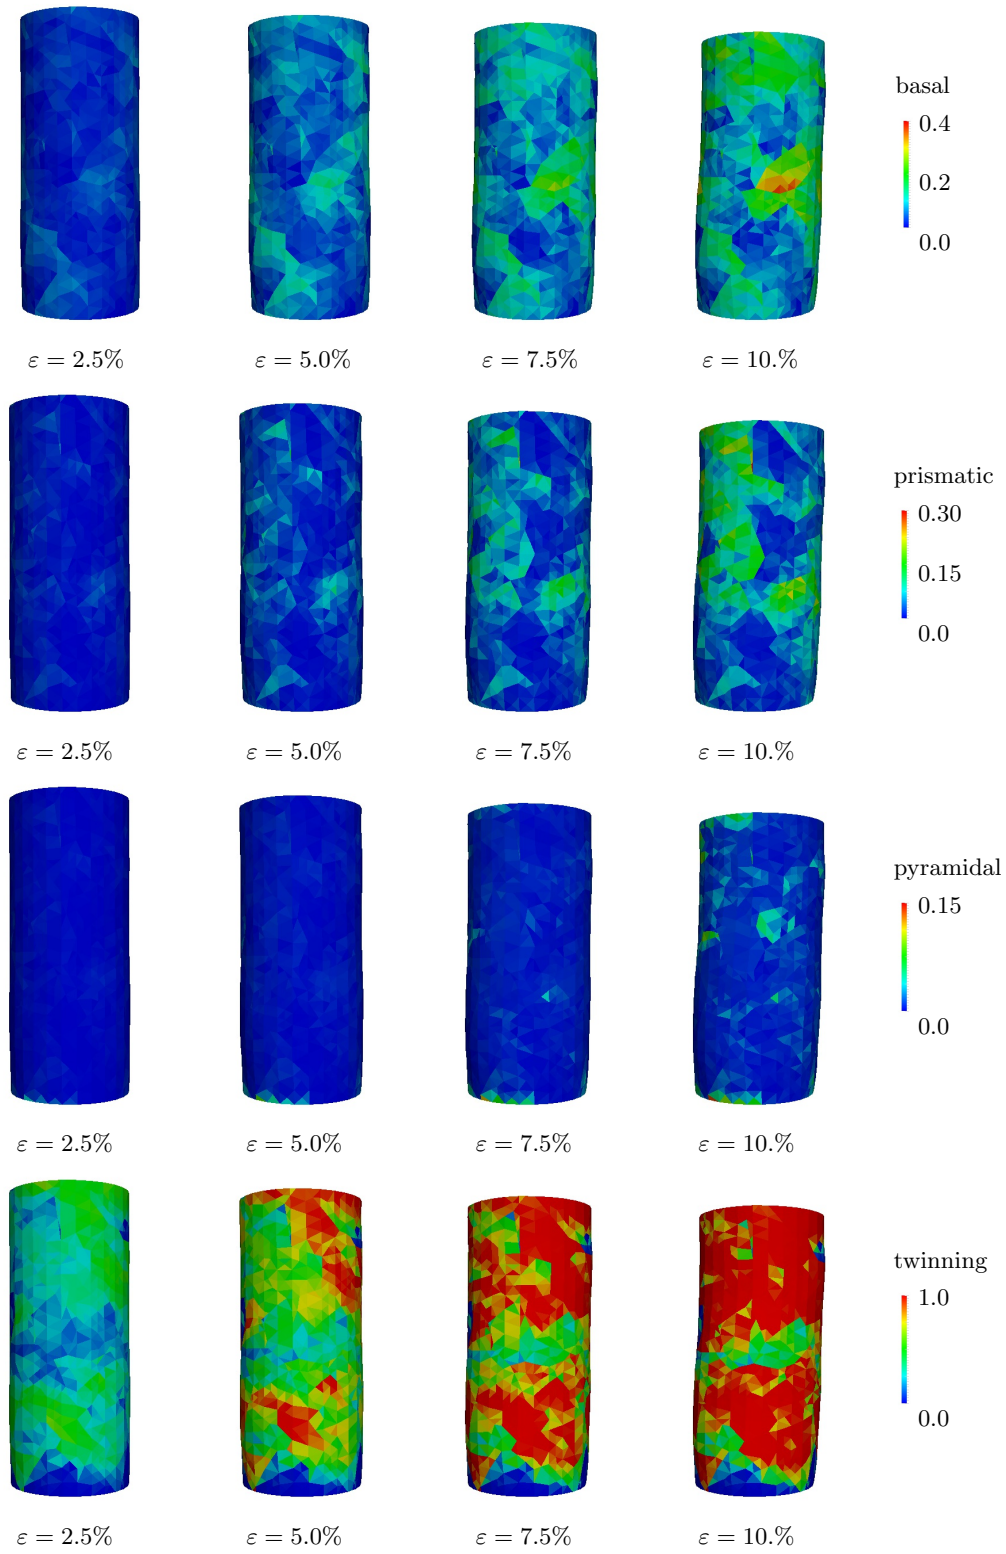 basal
0.4
0.2
0.0
ε = 2.5% ε = 5.0% ε = 7.5% ε = 10.%
prismatic
0.30
0.15
0.0
ε = 2.5% ε = 5.0% ε = 7.5% ε = 10.%
pyramidal
0.15
0.0
ε = 2.5% ε = 5.0% ε = 7.5% ε = 10.%
twinning
1.0
0.0
ε = 2.5% ε = 5.0% ε = 7.5% ε = 10.%